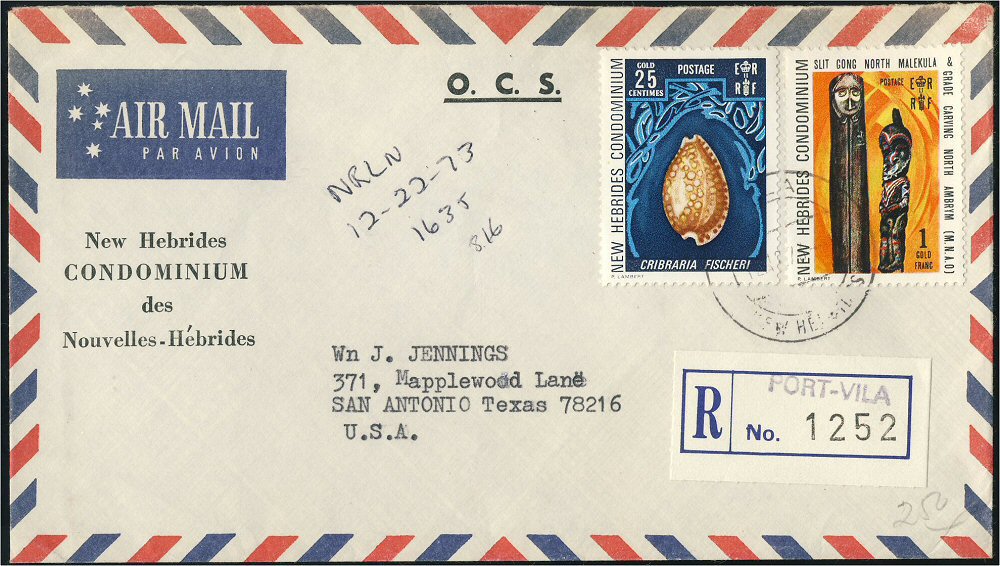 AIR MAIL
PAR AVION
New Hebrides
CONDOMINIUM
des
Nouvelles-Hébrides
O. C. S.
NRLN
12-22-73
1635
816
GOLD
25
CENTIMES
POSTAGE
E R
R F
NEW HEBRIDES CONDOMINIUM
CRIBRARIA FISCHERI
P. LAMBERT
SLIT GONG NORTH MALEKULA & GRADE CARVING NORTH AMBRYM (M.N.A.O)
POSTAGE
E R
R F
NEW HEBRIDES CONDOMINIUM
1
GOLD
FRANC
P. LAMBERT
Wn J. JENNINGS
371, Mapplewood Lane
SAN ANTONIO Texas 78216
U.S.A.
R
PORT-VILA
No. 1252